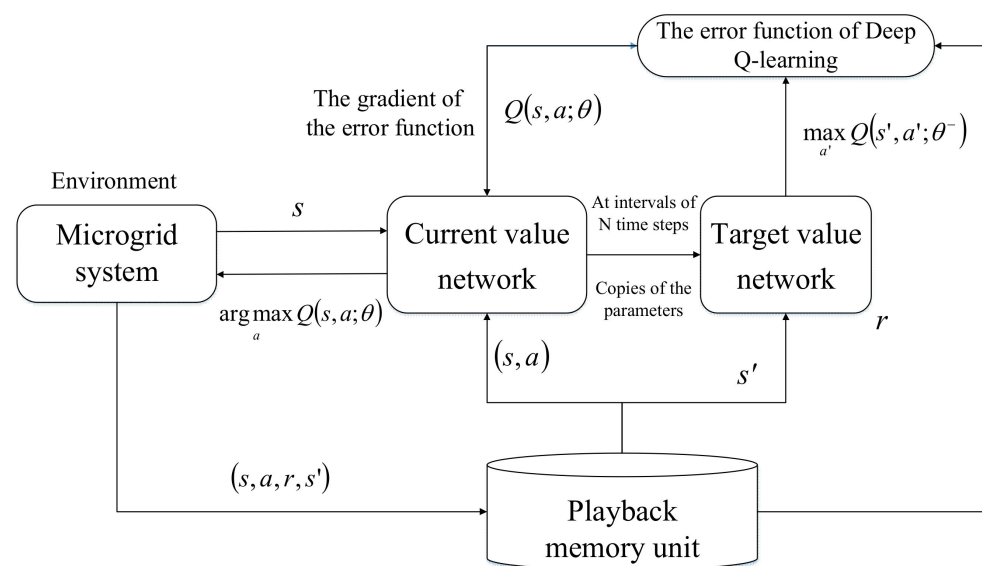 The error function of Deep
Q-learning
The gradient of
the error function
Q(s,a;θ)
max Q(s',a';θ⁻)
a'
Environment
Microgrid
system
s
arg max Q(s,a;θ)
a
Current value
network
At intervals of
N time steps
Copies of the
parameters
Target value
network
r
(s,a)
s'
(s,a,r,s')
Playback
memory unit